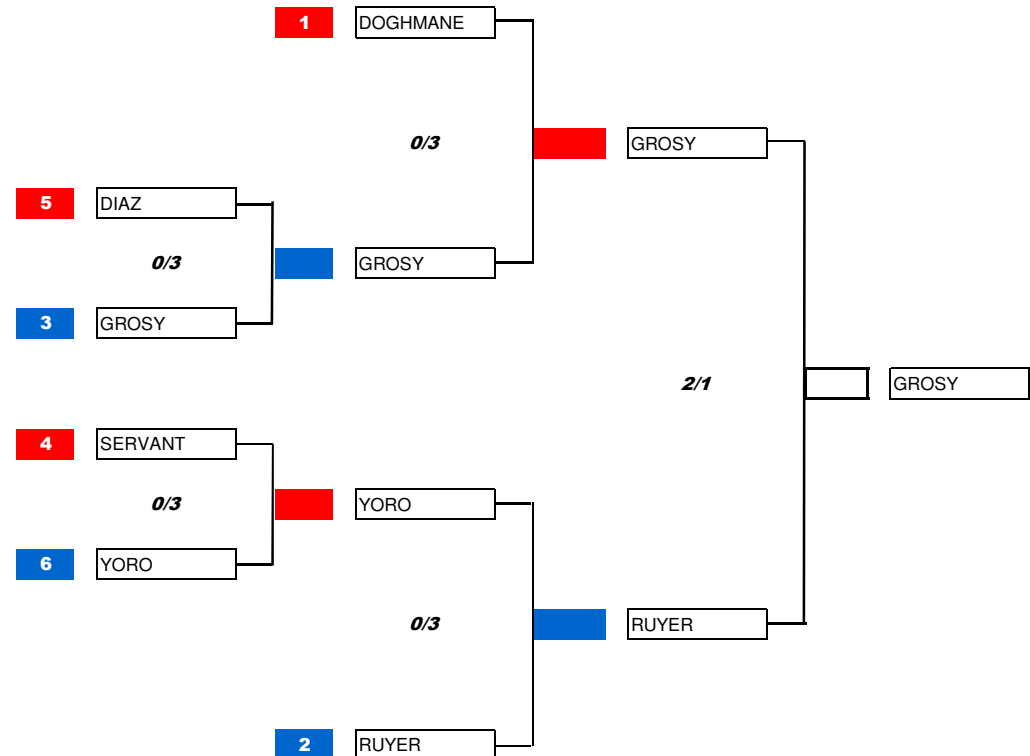 1 DOGHMANE
0/3 GROSY
5 DIAZ
0/3 GROSY
3 GROSY
2/1 GROSY
4 SERVANT
0/3 YORO
6 YORO
0/3 RUYER
2 RUYER